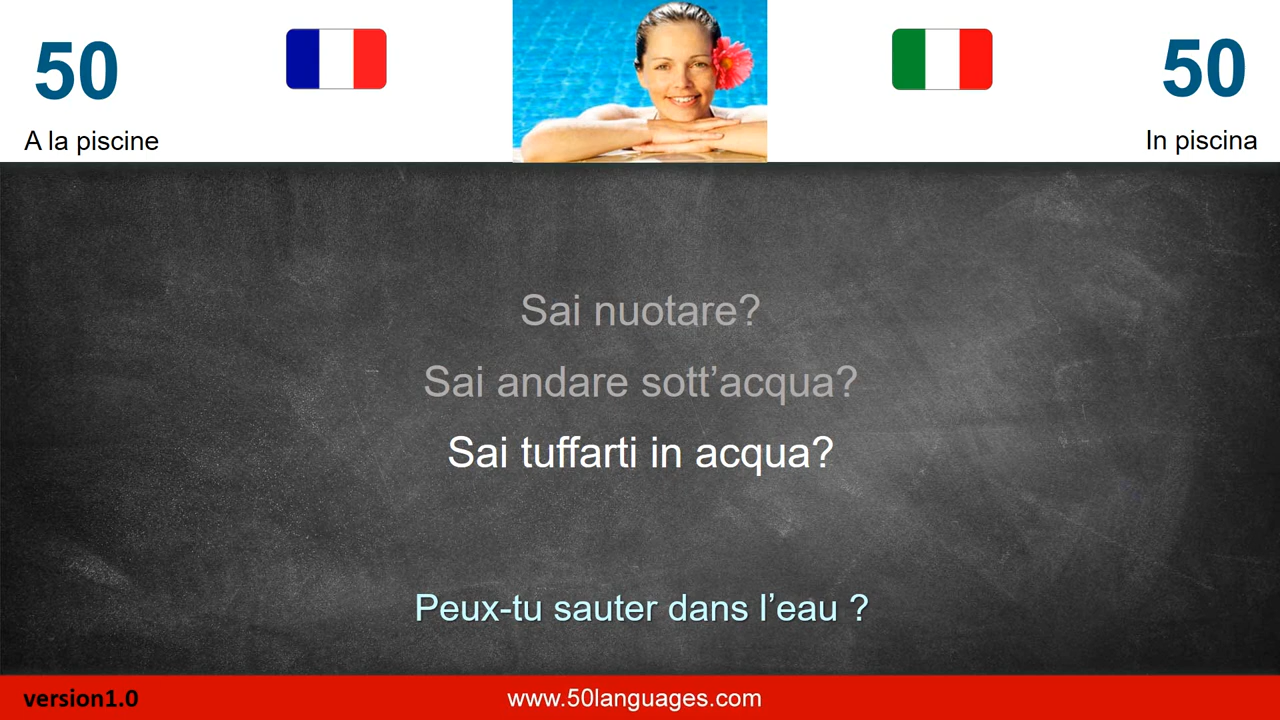 50
50
A la piscine
In piscina
Sai nuotare?
Sai andare sott’acqua?
Sai tuffarti in acqua?
Peux-tu sauter dans l’eau ?
version1.0
www.50languages.com